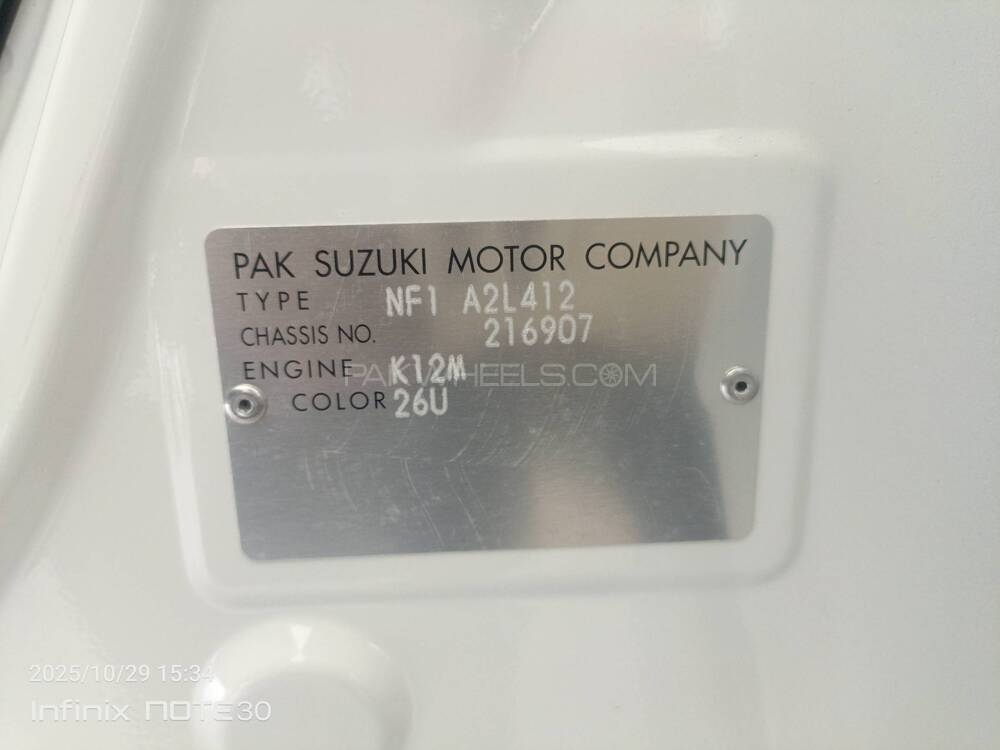 PAK SUZUKI MOTOR COMPANY
TYPE NF1 A2L412
CHASSIS NO. 216907
ENGINE K12M
PAKWHEELS.COM
COLOR 26U
2025/10/29 15:34
Infinix NOTE30